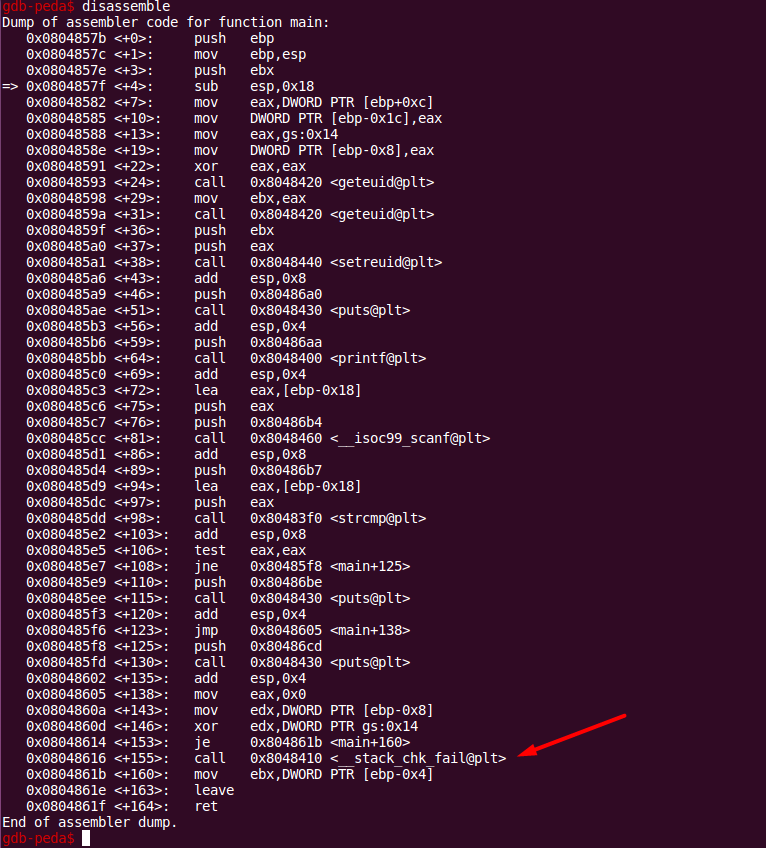 gdb-peda$ disassemble
Dump of assembler code for function main:
   0x0804857b <+0>:     push   ebp
   0x0804857c <+1>:     mov    ebp,esp
   0x0804857e <+3>:     push   ebx
=> 0x0804857f <+4>:     sub    esp,0x18
   0x08048582 <+7>:     mov    eax,DWORD PTR [ebp+0xc]
   0x08048585 <+10>:    mov    DWORD PTR [ebp-0x1c],eax
   0x08048588 <+13>:    mov    eax,gs:0x14
   0x0804858e <+19>:    mov    DWORD PTR [ebp-0x8],eax
   0x08048591 <+22>:    xor    eax,eax
   0x08048593 <+24>:    call   0x8048420 <geteuid@plt>
   0x08048598 <+29>:    mov    ebx,eax
   0x0804859a <+31>:    call   0x8048420 <geteuid@plt>
   0x0804859f <+36>:    push   ebx
   0x080485a0 <+37>:    push   eax
   0x080485a1 <+38>:    call   0x8048440 <setreuid@plt>
   0x080485a6 <+43>:    add    esp,0x8
   0x080485a9 <+46>:    push   0x80486a0
   0x080485ae <+51>:    call   0x8048430 <puts@plt>
   0x080485b3 <+56>:    add    esp,0x4
   0x080485b6 <+59>:    push   0x80486aa
   0x080485bb <+64>:    call   0x8048400 <printf@plt>
   0x080485c0 <+69>:    add    esp,0x4
   0x080485c3 <+72>:    lea    eax,[ebp-0x18]
   0x080485c6 <+75>:    push   eax
   0x080485c7 <+76>:    push   0x80486b4
   0x080485cc <+81>:    call   0x8048460 <__isoc99_scanf@plt>
   0x080485d1 <+86>:    add    esp,0x8
   0x080485d4 <+89>:    push   0x80486b7
   0x080485d9 <+94>:    lea    eax,[ebp-0x18]
   0x080485dc <+97>:    push   eax
   0x080485dd <+98>:    call   0x80483f0 <strcmp@plt>
   0x080485e2 <+103>:   add    esp,0x8
   0x080485e5 <+106>:   test   eax,eax
   0x080485e7 <+108>:   jne    0x80485f8 <main+125>
   0x080485e9 <+110>:   push   0x80486be
   0x080485ee <+115>:   call   0x8048430 <puts@plt>
   0x080485f3 <+120>:   add    esp,0x4
   0x080485f6 <+123>:   jmp    0x8048605 <main+138>
   0x080485f8 <+125>:   push   0x80486cd
   0x080485fd <+130>:   call   0x8048430 <puts@plt>
   0x08048602 <+135>:   add    esp,0x4
   0x08048605 <+138>:   mov    eax,0x0
   0x0804860a <+143>:   mov    edx,DWORD PTR [ebp-0x8]
   0x0804860d <+146>:   xor    edx,DWORD PTR gs:0x14
   0x08048614 <+153>:   je     0x804861b <main+160>
   0x08048616 <+155>:   call   0x8048410 <__stack_chk_fail@plt>
   0x0804861b <+160>:   mov    ebx,DWORD PTR [ebp-0x4]
   0x0804861e <+163>:   leave
   0x0804861f <+164>:   ret
End of assembler dump.
gdb-peda$